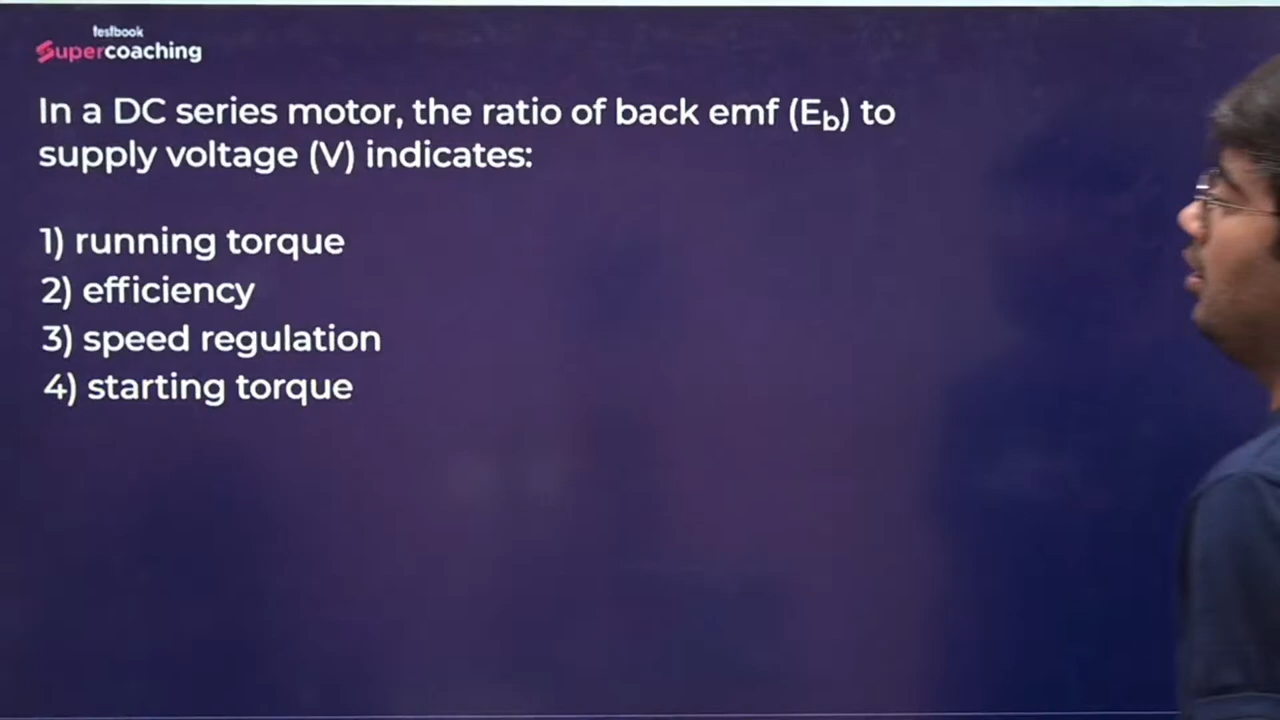 testbook
Supercoaching
In a DC series motor, the ratio of back emf (Eb) to
supply voltage (V) indicates:
1) running torque
2) efficiency
3) speed regulation
4) starting torque